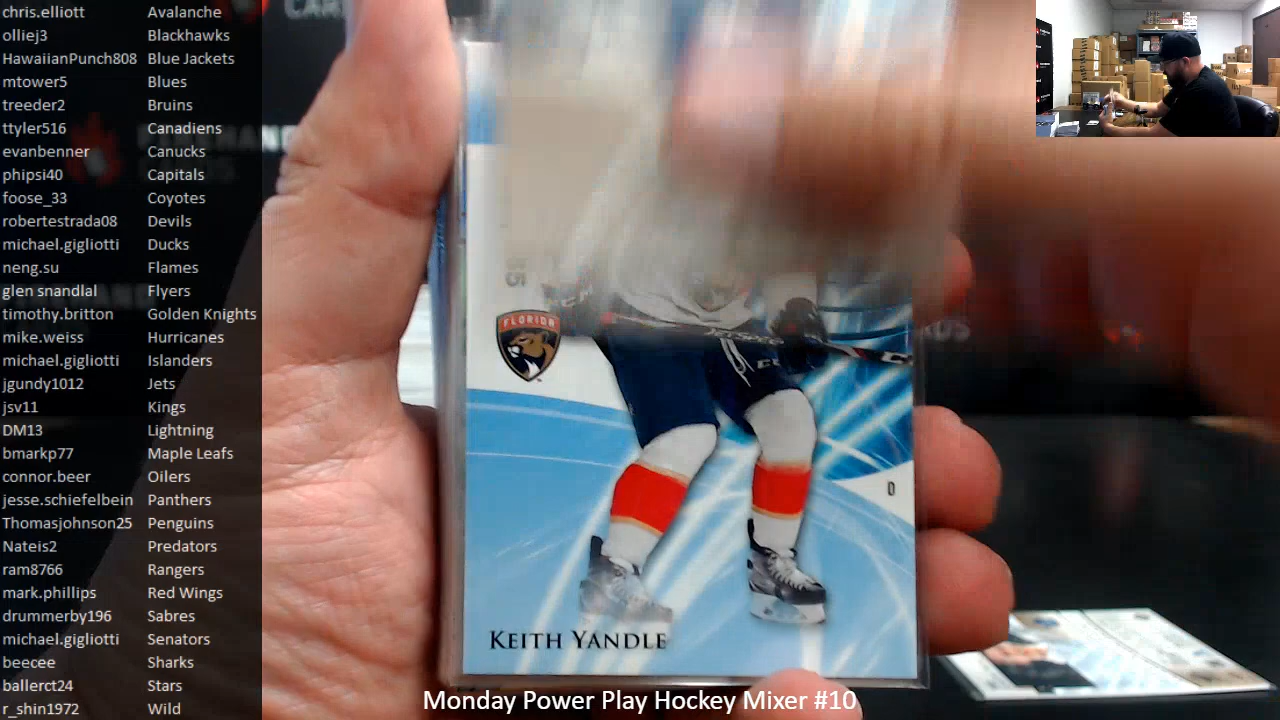 chris.elliott Avalanche
olliej3 Blackhawks
HawaiianPunch808 Blue Jackets
mtower5 Blues
treeder2 Bruins
ttyler516 Canadiens
evanbenner Canucks
phipsi40 Capitals
foose_33 Coyotes
robertestrada08 Devils
michael.gigliotti Ducks
neng.su Flames
glen snandlal Flyers
timothy.britton Golden Knights
mike.weiss Hurricanes
michael.gigliotti Islanders
jgundy1012 Jets
jsv11 Kings
DM13 Lightning
bmarkp77 Maple Leafs
connor.beer Oilers
jesse.schiefelbein Panthers
Thomasjohnson25 Penguins
Nateis2 Predators
ram8766 Rangers
mark.phillips Red Wings
drummerby196 Sabres
michael.gigliotti Senators
beecee Sharks
ballerct24 Stars
r_shin1972 Wild
FLORIDA
D
KEITH YANDLE
Monday Power Play Hockey Mixer #10